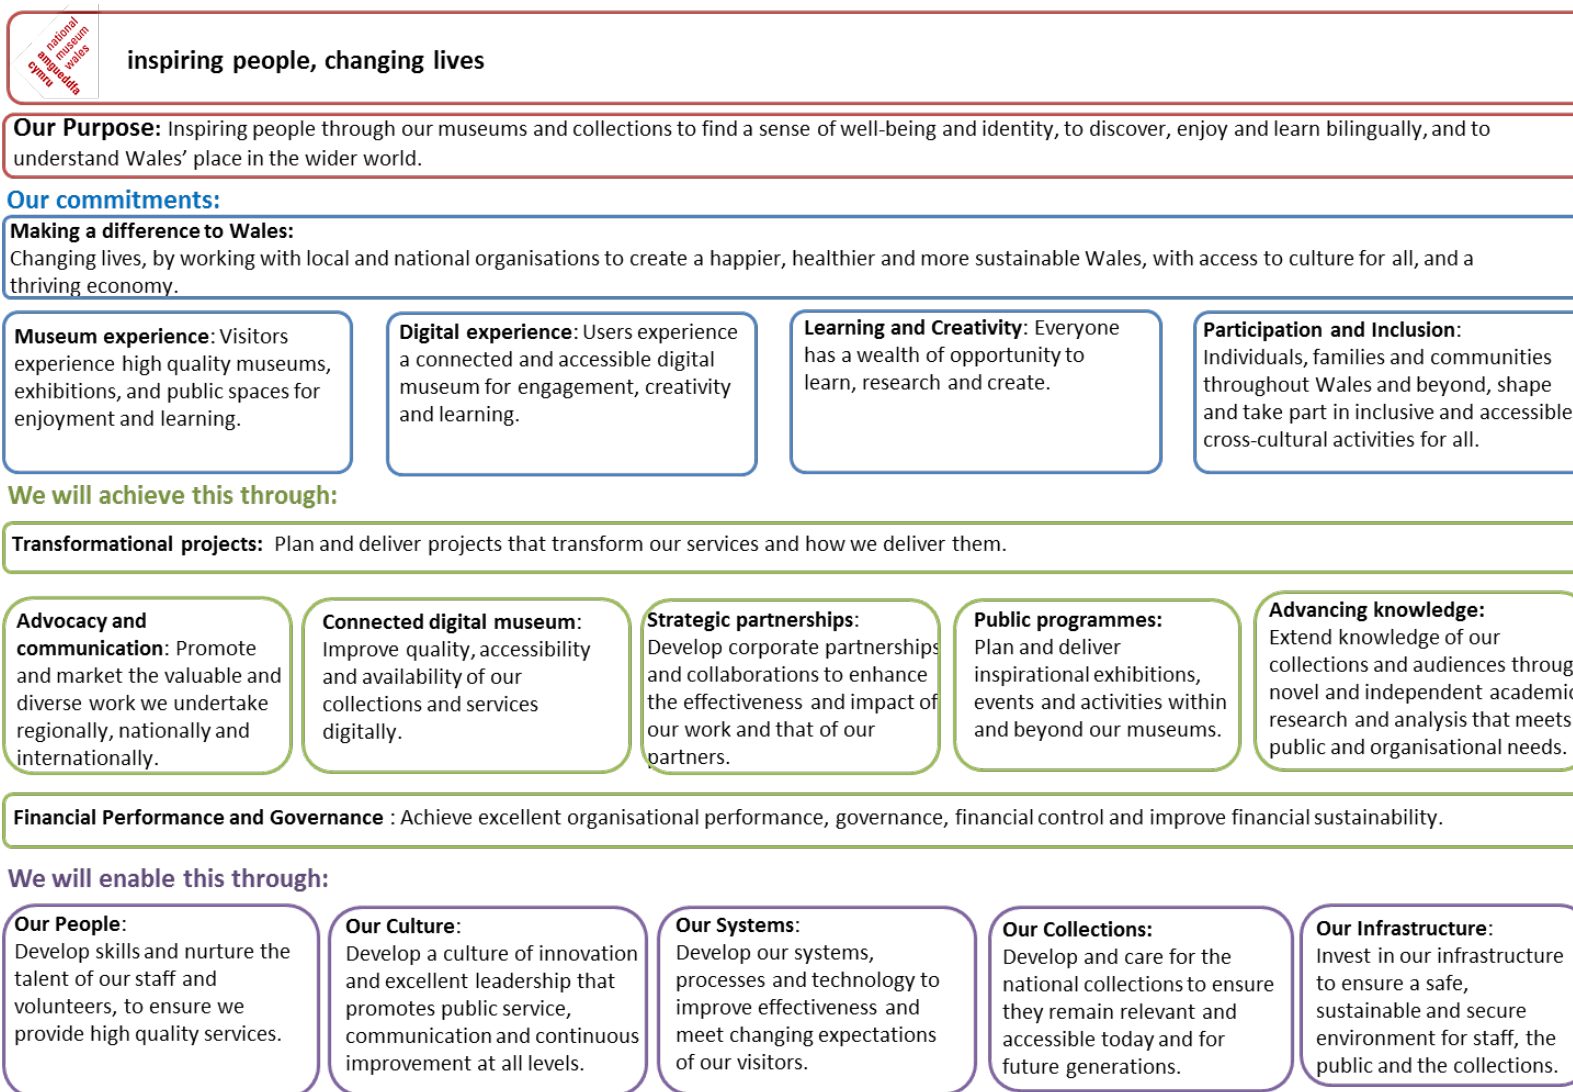 national
museum
wales
amgueddfa
cymru
inspiring people, changing lives
Our Purpose: Inspiring people through our museums and collections to find a sense of well-being and identity, to discover, enjoy and learn bilingually, and to
understand Wales’ place in the wider world.
Our commitments:
Making a difference to Wales:
Changing lives, by working with local and national organisations to create a happier, healthier and more sustainable Wales, with access to culture for all, and a
thriving economy.
Museum experience: Visitors
experience high quality museums,
exhibitions, and public spaces for
enjoyment and learning.
Digital experience: Users experience
a connected and accessible digital
museum for engagement, creativity
and learning.
Learning and Creativity: Everyone
has a wealth of opportunity to
learn, research and create.
Participation and Inclusion:
Individuals, families and communities
throughout Wales and beyond, shape
and take part in inclusive and accessible
cross-cultural activities for all.
We will achieve this through:
Transformational projects: Plan and deliver projects that transform our services and how we deliver them.
Advocacy and
communication: Promote
and market the valuable and
diverse work we undertake
regionally, nationally and
internationally.
Connected digital museum:
Improve quality, accessibility
and availability of our
collections and services
digitally.
Strategic partnerships:
Develop corporate partnerships
and collaborations to enhance
the effectiveness and impact of
our work and that of our
partners.
Public programmes:
Plan and deliver
inspirational exhibitions,
events and activities within
and beyond our museums.
Advancing knowledge:
Extend knowledge of our
collections and audiences throug
novel and independent academic
research and analysis that meets
public and organisational needs.
Financial Performance and Governance : Achieve excellent organisational performance, governance, financial control and improve financial sustainability.
We will enable this through:
Our People:
Develop skills and nurture the
talent of our staff and
volunteers, to ensure we
provide high quality services.
Our Culture:
Develop a culture of innovation
and excellent leadership that
promotes public service,
communication and continuous
improvement at all levels.
Our Systems:
Develop our systems,
processes and technology to
improve effectiveness and
meet changing expectations
of our visitors.
Our Collections:
Develop and care for the
national collections to ensure
they remain relevant and
accessible today and for
future generations.
Our Infrastructure:
Invest in our infrastructure
to ensure a safe,
sustainable and secure
environment for staff, the
public and the collections.